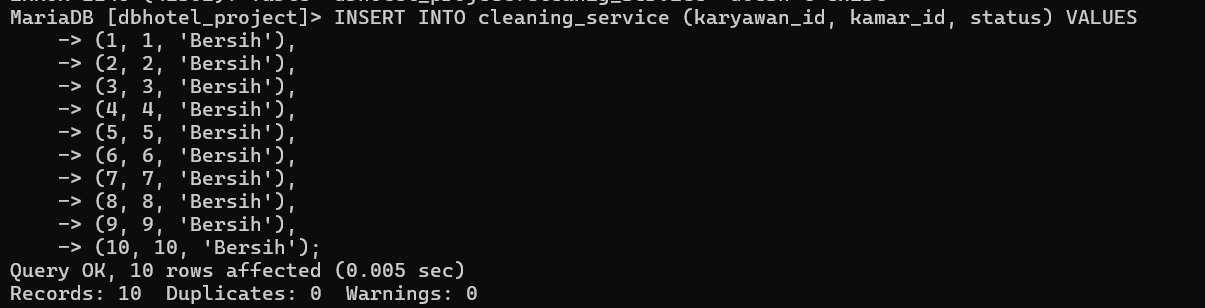 MariaDB [dbhotel_project]> INSERT INTO cleaning_service (karyawan_id, kamar_id, status) VALUES
    -> (1, 1, 'Bersih'),
    -> (2, 2, 'Bersih'),
    -> (3, 3, 'Bersih'),
    -> (4, 4, 'Bersih'),
    -> (5, 5, 'Bersih'),
    -> (6, 6, 'Bersih'),
    -> (7, 7, 'Bersih'),
    -> (8, 8, 'Bersih'),
    -> (9, 9, 'Bersih'),
    -> (10, 10, 'Bersih');
Query OK, 10 rows affected (0.005 sec)
Records: 10  Duplicates: 0  Warnings: 0